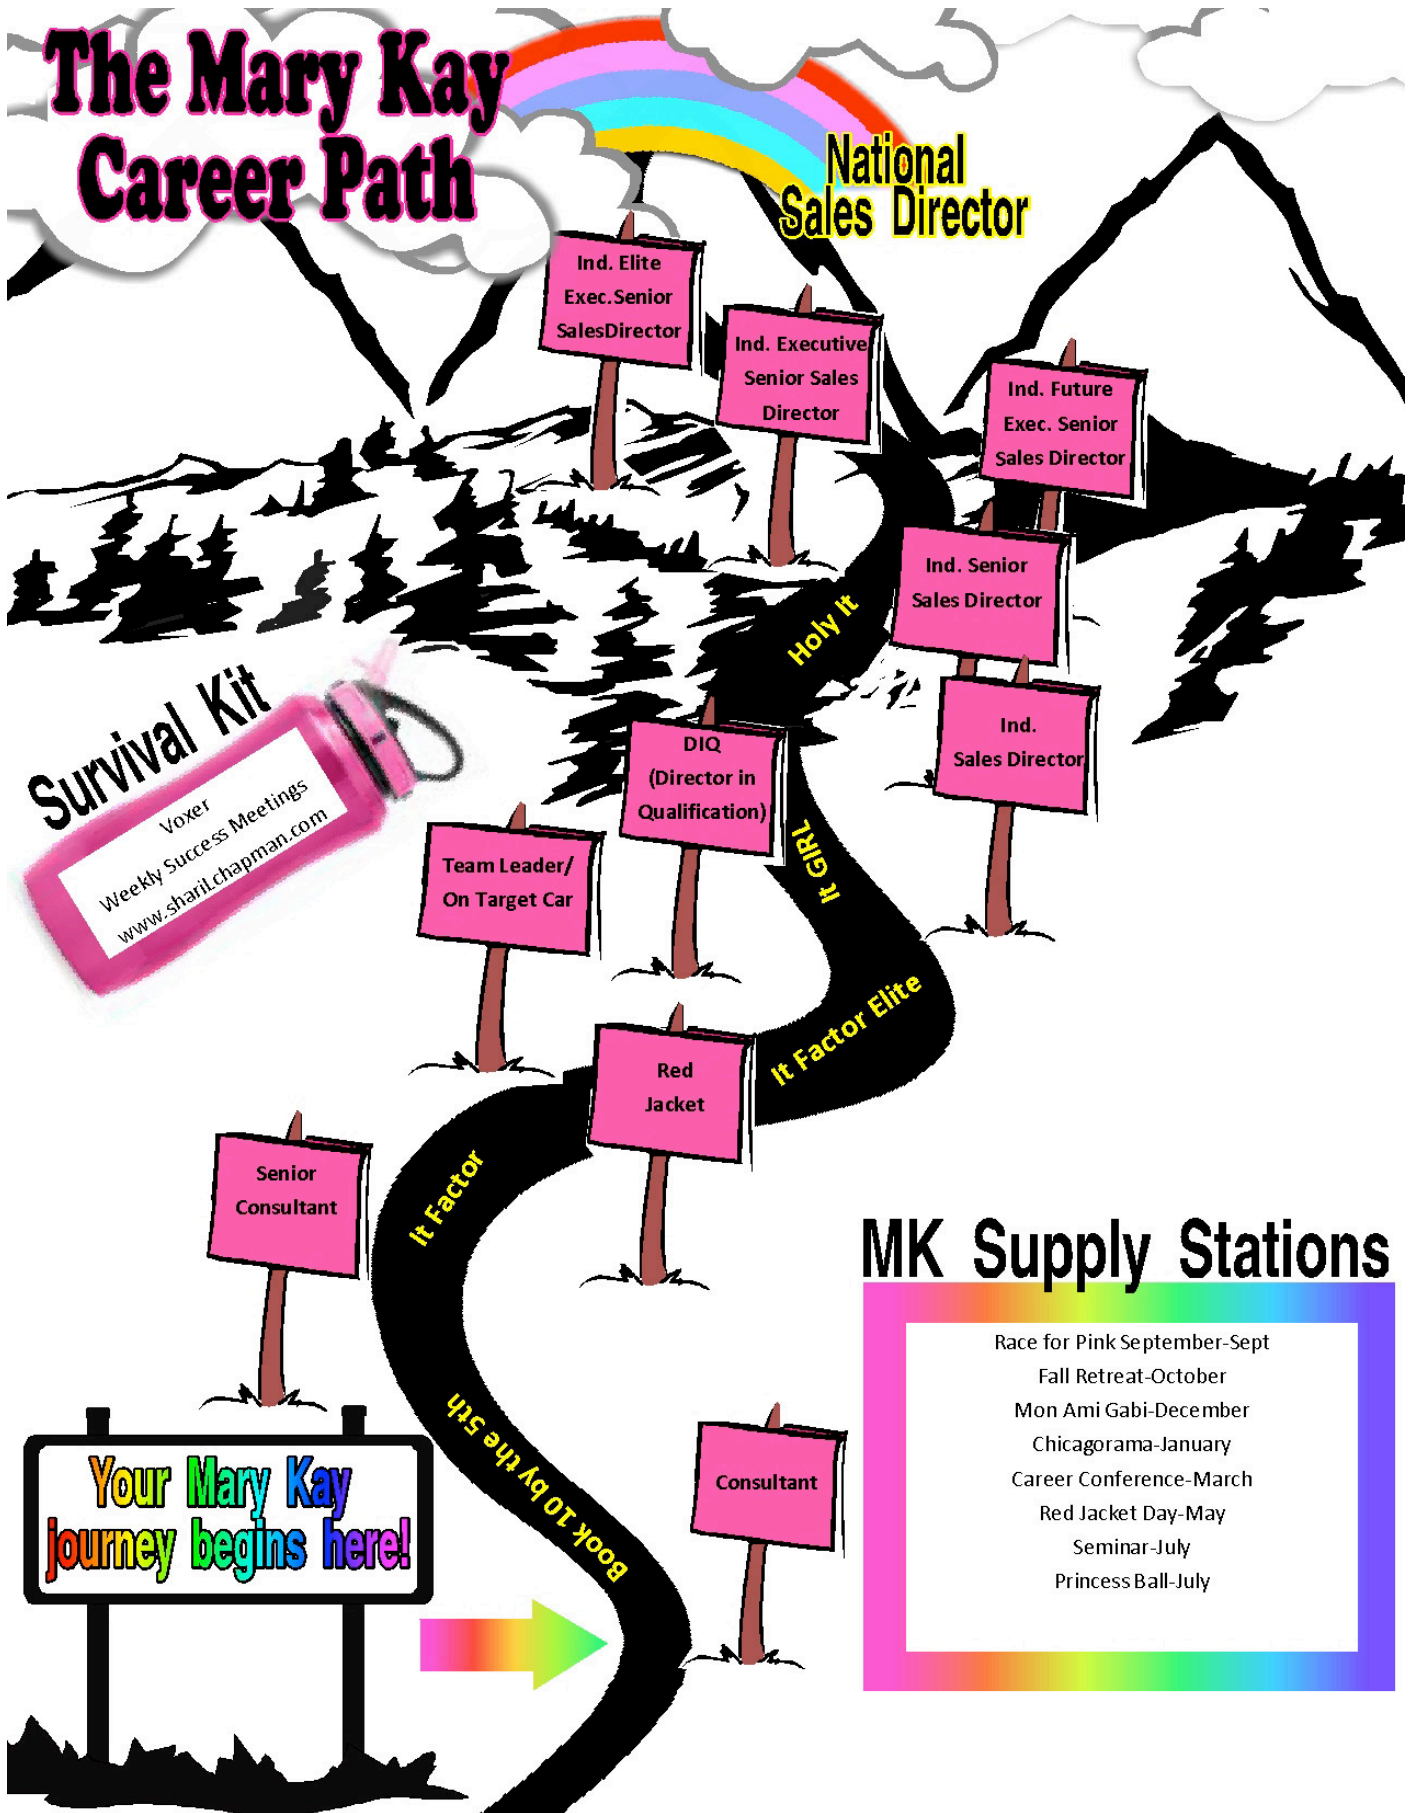 The Mary Kay
Career Path
National
Sales Director
Ind. Elite
Exec.Senior
SalesDirector
Ind. Executive
Senior Sales
Director
Ind. Future
Exec. Senior
Sales Director
Ind. Senior
Sales Director
Holy It
Ind.
Sales Director
Survival Kit
Voxer
Weekly Success Meetings
www.shariLchapman.com
DIQ
(Director in
Qualification)
It GIRL
Team Leader/
On Target Car
It Factor Elite
Red
Jacket
Senior
Consultant
It Factor
MK Supply Stations
Race for Pink September-Sept
Fall Retreat-October
Mon Ami Gabi-December
Chicagorama-January
Career Conference-March
Red Jacket Day-May
Seminar-July
Princess Ball-July
Book 10 by the 5th
Consultant
Your Mary Kay
journey begins here!